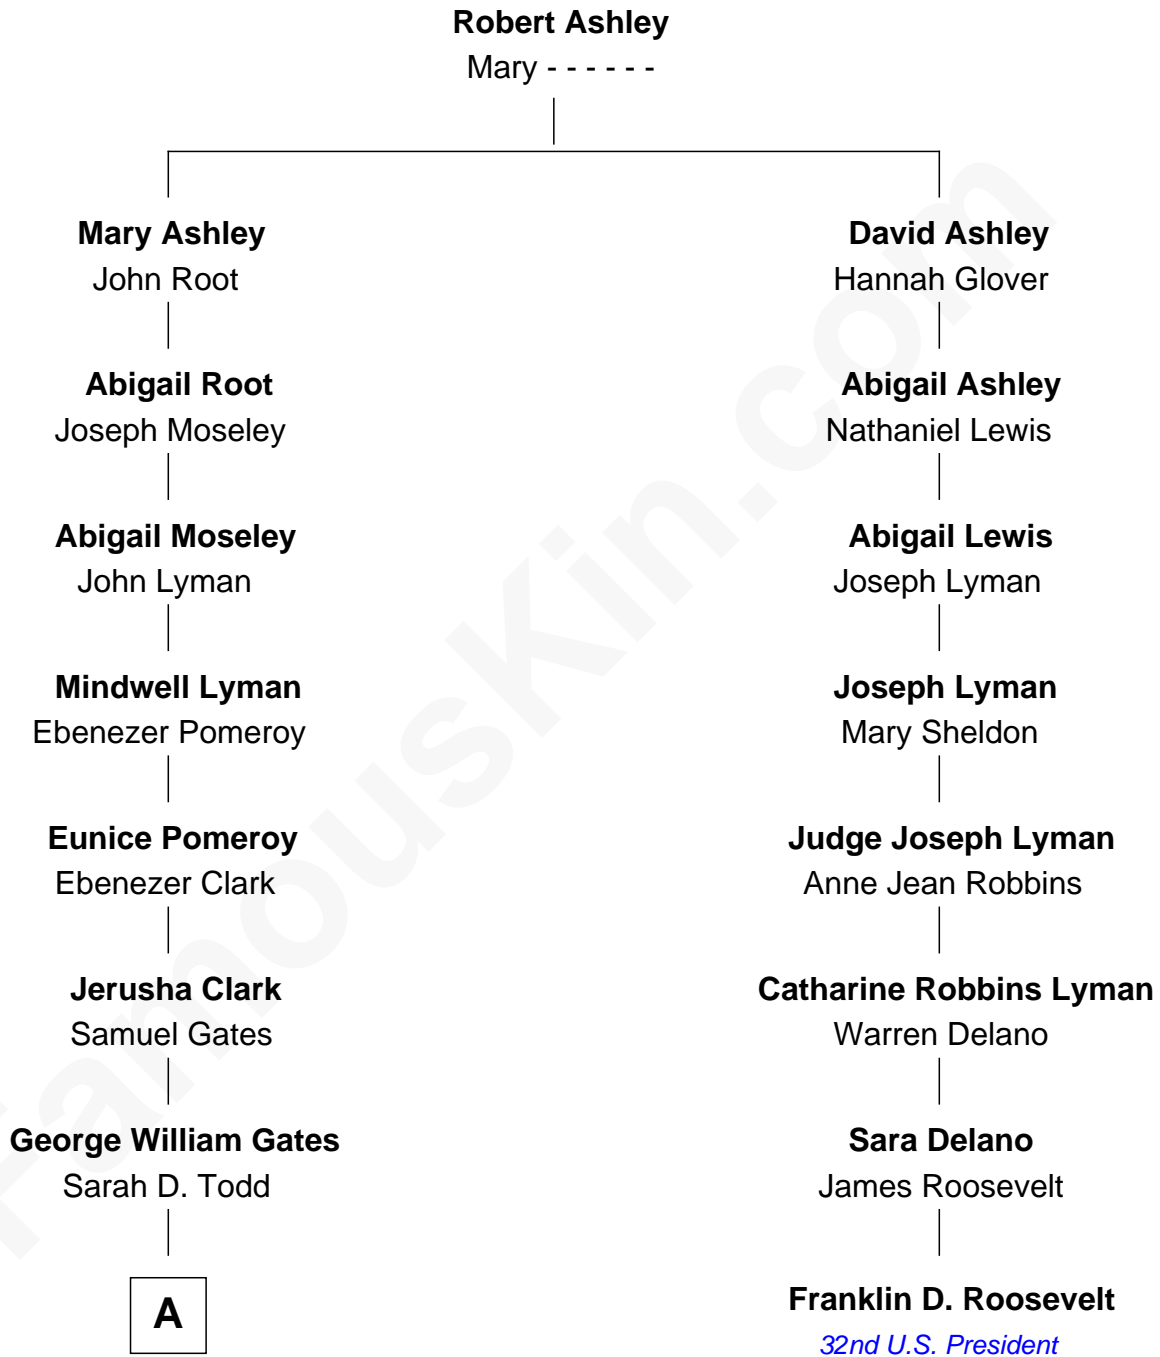 Robert Ashley
Mary - - - - - -
Mary Ashley
John Root
David Ashley
Hannah Glover
Abigail Root
Joseph Moseley
Abigail Ashley
Nathaniel Lewis
Abigail Moseley
John Lyman
Abigail Lewis
Joseph Lyman
Mindwell Lyman
Ebenezer Pomeroy
Joseph Lyman
Mary Sheldon
Eunice Pomeroy
Ebenezer Clark
Judge Joseph Lyman
Anne Jean Robbins
Jerusha Clark
Samuel Gates
Catharine Robbins Lyman
Warren Delano
George William Gates
Sarah D. Todd
Sara Delano
James Roosevelt
A
Franklin D. Roosevelt
32nd U.S. President
FamousKin.com